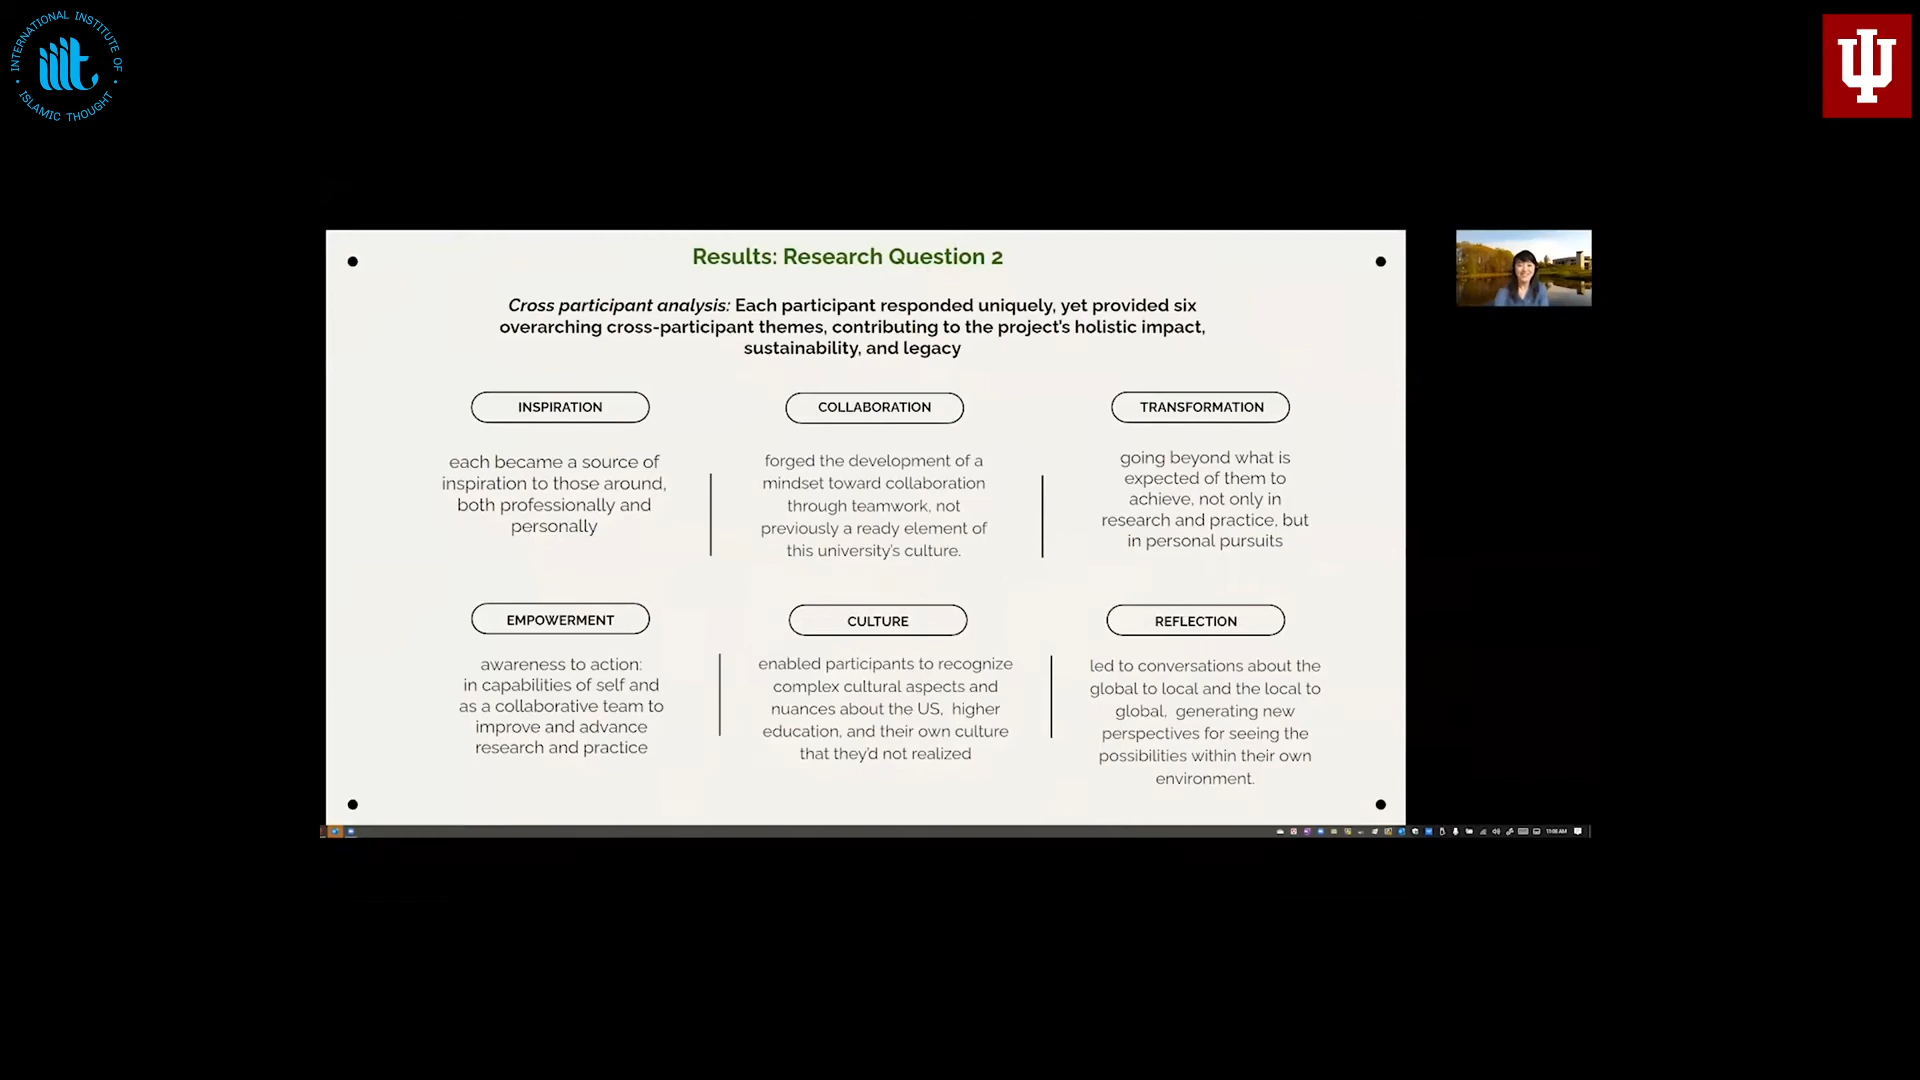 INTERNATIONAL INSTITUTE OF
ISLAMIC THOUGHT
iiit
Results: Research Question 2
Cross participant analysis: Each participant responded uniquely, yet provided six
overarching cross-participant themes, contributing to the project's holistic impact,
sustainability, and legacy
INSPIRATION
each became a source of
inspiration to those around,
both professionally and
personally
COLLABORATION
forged the development of a
mindset toward collaboration
through teamwork, not
previously a ready element of
this university's culture.
TRANSFORMATION
going beyond what is
expected of them to
achieve, not only in
research and practice, but
in personal pursuits
EMPOWERMENT
awareness to action:
in capabilities of self and
as a collaborative team to
improve and advance
research and practice
CULTURE
enabled participants to recognize
complex cultural aspects and
nuances about the US, higher
education, and their own culture
that they'd not realized
REFLECTION
led to conversations about the
global to local and the local to
global, generating new
perspectives for seeing the
possibilities within their own
environment.
11:06 AM